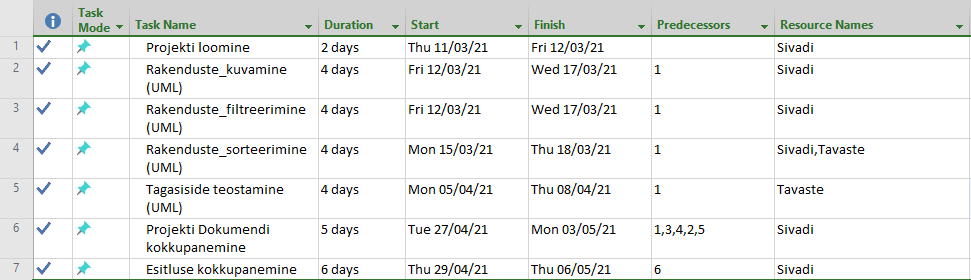 Task Mode Task Name Duration Start Finish Predecessors Resource Names
1 Projekti loomine 2 days Thu 11/03/21 Fri 12/03/21 Sivadi
2 Rakenduste_kuvamine 4 days Fri 12/03/21 Wed 17/03/21 1 Sivadi
(UML)
3 Rakenduste_filtreerimine 4 days Fri 12/03/21 Wed 17/03/21 1 Sivadi
(UML)
4 Rakenduste_sorteerimine 4 days Mon 15/03/21 Thu 18/03/21 1 Sivadi,Tavaste
(UML)
5 Tagasiside teostamine 4 days Mon 05/04/21 Thu 08/04/21 1 Tavaste
(UML)
6 Projekti Dokumendi 5 days Tue 27/04/21 Mon 03/05/21 1,3,4,2,5 Sivadi
kokkupanemine
7 Esitluse kokkupanemine 6 days Thu 29/04/21 Thu 06/05/21 6 Sivadi